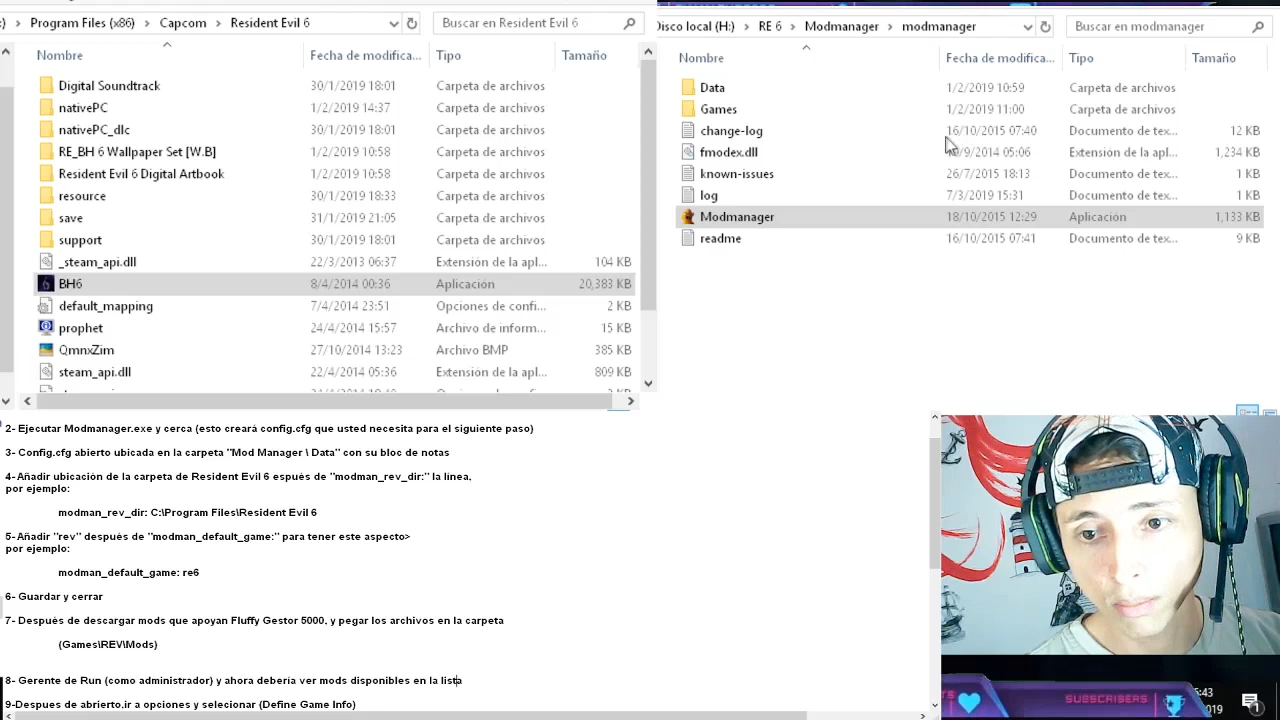 Program Files (x86) > Capcom > Resident Evil 6
Buscar en Resident Evil 6
Nombre Fecha de modifica... Tipo Tamaño
Digital Soundtrack 30/1/2019 18:01 Carpeta de archivos
nativePC 1/2/2019 14:37 Carpeta de archivos
nativePC_dlc 30/1/2019 18:01 Carpeta de archivos
RE_BH 6 Wallpaper Set [W.B] 1/2/2019 10:58 Carpeta de archivos
Resident Evil 6 Digital Artbook 1/2/2019 10:58 Carpeta de archivos
resource 30/1/2019 18:33 Carpeta de archivos
save 31/1/2019 21:05 Carpeta de archivos
support 30/1/2019 18:01 Carpeta de archivos
_steam_api.dll 22/3/2013 06:37 Extensión de la apl... 104 KB
BH6 8/4/2014 00:36 Aplicación 20,383 KB
default_mapping 7/4/2014 23:51 Opciones de confi... 2 KB
prophet 24/4/2014 15:57 Archivo de inform... 15 KB
QmnxZim 27/10/2014 13:23 Archivo BMP 385 KB
steam_api.dll 22/4/2014 05:36 Extensión de la apl... 809 KB
Disco local (H:) > RE 6 > Modmanager > modmanager
Buscar en modmanager
Nombre Fecha de modifica... Tipo Tamaño
Data 1/2/2019 10:59 Carpeta de archivos
Games 1/2/2019 11:00 Carpeta de archivos
change-log 16/10/2015 07:40 Documento de tex... 12 KB
fmodex.dll /9/2014 05:06 Extensión de la apl... 1,234 KB
known-issues 26/7/2015 18:13 Documento de tex... 1 KB
log 7/3/2019 15:31 Documento de tex... 1 KB
Modmanager 18/10/2015 12:29 Aplicación 1,133 KB
readme 16/10/2015 07:41 Documento de tex... 9 KB
2- Ejecutar Modmanager.exe y cerca (esto creará config.cfg que usted necesita para el siguiente paso)
3- Config.cfg abierto ubicada en la carpeta "Mod Manager \ Data" con su bloc de notas
4- Añadir ubicación de la carpeta de Resident Evil 6 espués de "modman_rev_dir:" la línea,
por ejemplo:
modman_rev_dir: C:\Program Files\Resident Evil 6
5- Añadir "rev" después de "modman_default_game:" para tener este aspecto>
por ejemplo:
modman_default_game: re6
6- Guardar y cerrar
7- Después de descargar mods que apoyan Fluffy Gestor 5000, y pegar los archivos en la carpeta
(Games\REV\Mods)
8- Gerente de Run (como administrador) y ahora debería ver mods disponibles en la lista
9-Despues de abrierto.ir a opciones y selecionar (Define Game Info)
SUBSCRIBERS
:43
2019
1